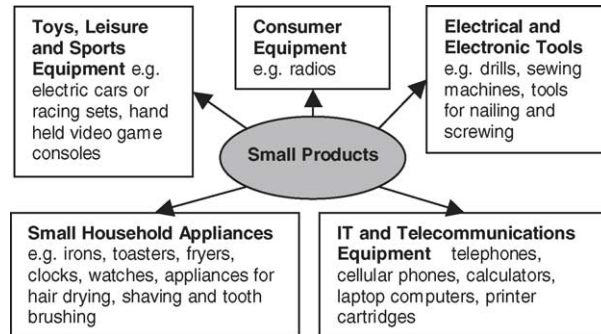 Toys, Leisure
and Sports
Equipment e.g.
electric cars or
racing sets, hand
held video game
consoles
Consumer
Equipment
e.g. radios
Electrical and
Electronic Tools
e.g. drills, sewing
machines, tools
for nailing and
screwing
Small Products
Small Household Appliances
e.g. irons, toasters, fryers,
clocks, watches, appliances for
hair drying, shaving and tooth
brushing
IT and Telecommunications
Equipment telephones,
cellular phones, calculators,
laptop computers, printer
cartridges